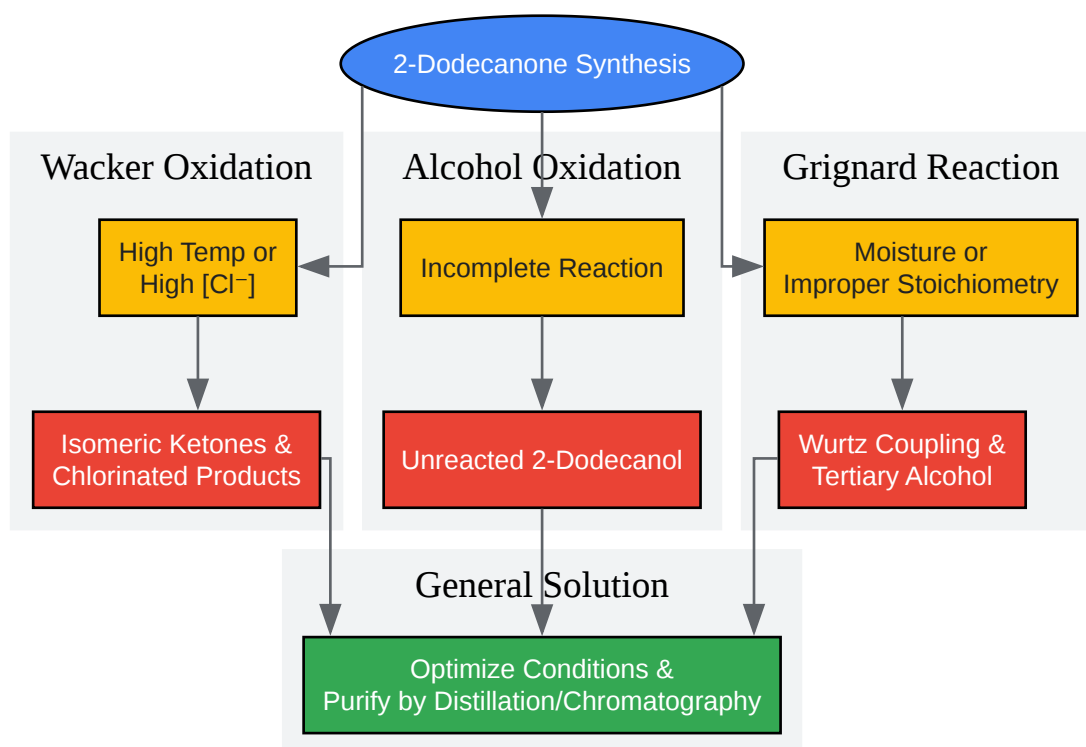 2-Dodecanone Synthesis
Wacker Oxidation
Alcohol Oxidation
Grignard Reaction
High Temp or
High [Cl⁻]
Incomplete Reaction
Moisture or
Improper Stoichiometry
Isomeric Ketones &
Chlorinated Products
Unreacted 2-Dodecanol
Wurtz Coupling &
Tertiary Alcohol
General Solution
Optimize Conditions &
Purify by Distillation/Chromatography